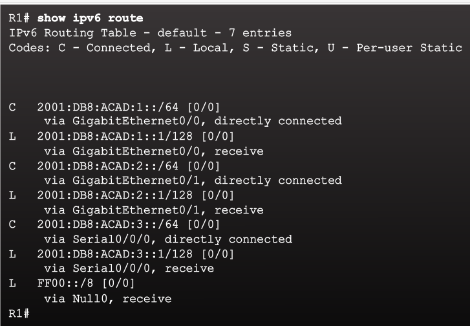 R1# show ipv6 route
IPv6 Routing Table - default - 7 entries
Codes: C - Connected, L - Local, S - Static, U - Per-user Static
C   2001:DB8:ACAD:1::/64 [0/0]
     via GigabitEthernet0/0, directly connected
L   2001:DB8:ACAD:1::1/128 [0/0]
     via GigabitEthernet0/0, receive
C   2001:DB8:ACAD:2::/64 [0/0]
     via GigabitEthernet0/1, directly connected
L   2001:DB8:ACAD:2::1/128 [0/0]
     via GigabitEthernet0/1, receive
C   2001:DB8:ACAD:3::/64 [0/0]
     via Serial0/0/0, directly connected
L   2001:DB8:ACAD:3::1/128 [0/0]
     via Serial0/0/0, receive
L   FF00::/8 [0/0]
     via Null0, receive
R1#